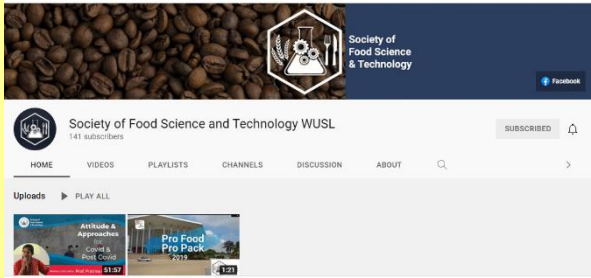 Society of
Food Science
& Technology
Facebook
Society of Food Science and Technology WUSL
141 subscribers
SUBSCRIBED
HOME VIDEOS PLAYLISTS CHANNELS DISCUSSION ABOUT
Uploads PLAY ALL
Attitude &
Approaches
for
Covid &
Post Covid
51:57
Pro Food
Pro Pack
2019
1:21